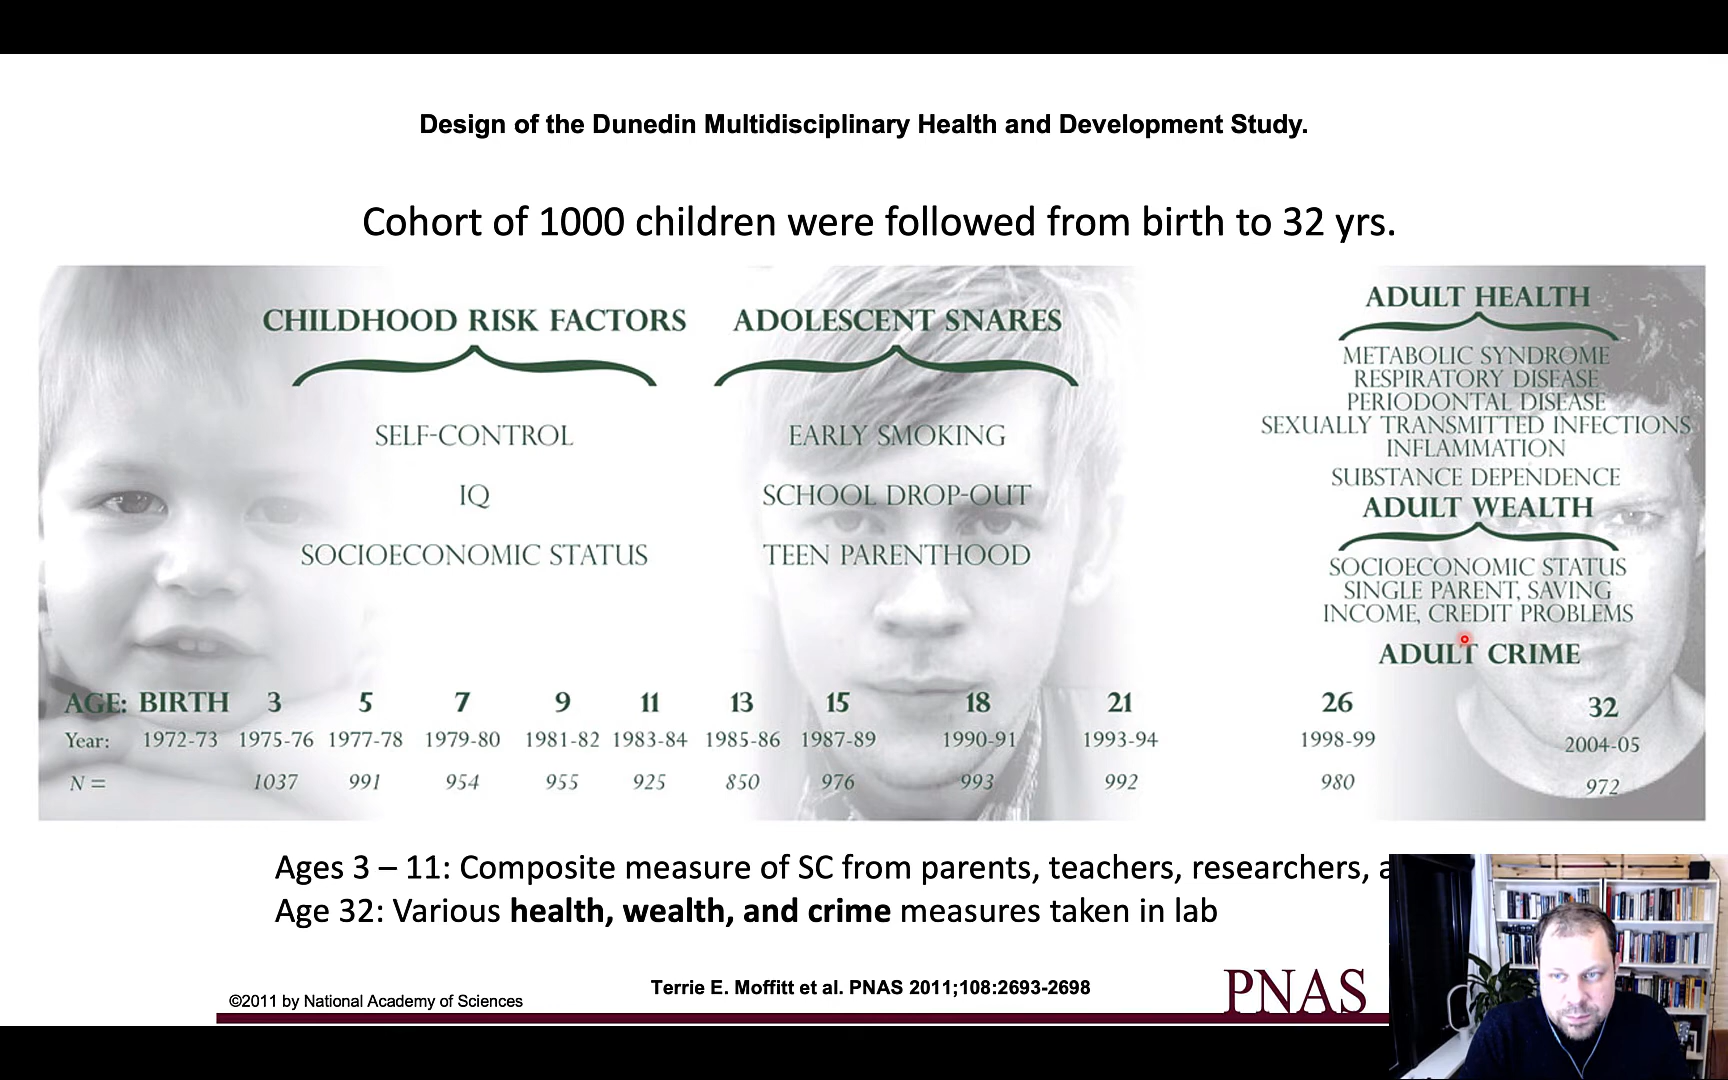 Design of the Dunedin Multidisciplinary Health and Development Study.
Cohort of 1000 children were followed from birth to 32 yrs.
CHILDHOOD RISK FACTORS
SELF-CONTROL
IQ
SOCIOECONOMIC STATUS
ADOLESCENT SNARES
EARLY SMOKING
SCHOOL DROP-OUT
TEEN PARENTHOOD
ADULT HEALTH
METABOLIC SYNDROME
RESPIRATORY DISEASE
PERIODONTAL DISEASE
SEXUALLY TRANSMITTED INFECTIONS
INFLAMMATION
SUBSTANCE DEPENDENCE
ADULT WEALTH
SOCIOECONOMIC STATUS
SINGLE PARENT, SAVING
INCOME, CREDIT PROBLEMS
ADULT CRIME
AGE: BIRTH 3 5 7 9 11 13 15 18 21 26 32
Year: 1972-73 1975-76 1977-78 1979-80 1981-82 1983-84 1985-86 1987-89 1990-91 1993-94 1998-99 2004-05
N = 1037 991 954 955 925 850 976 993 992 980 972
Ages 3 – 11: Composite measure of SC from parents, teachers, researchers,
Age 32: Various health, wealth, and crime measures taken in lab
Terrie E. Moffitt et al. PNAS 2011;108:2693-2698
©2011 by National Academy of Sciences
PNAS